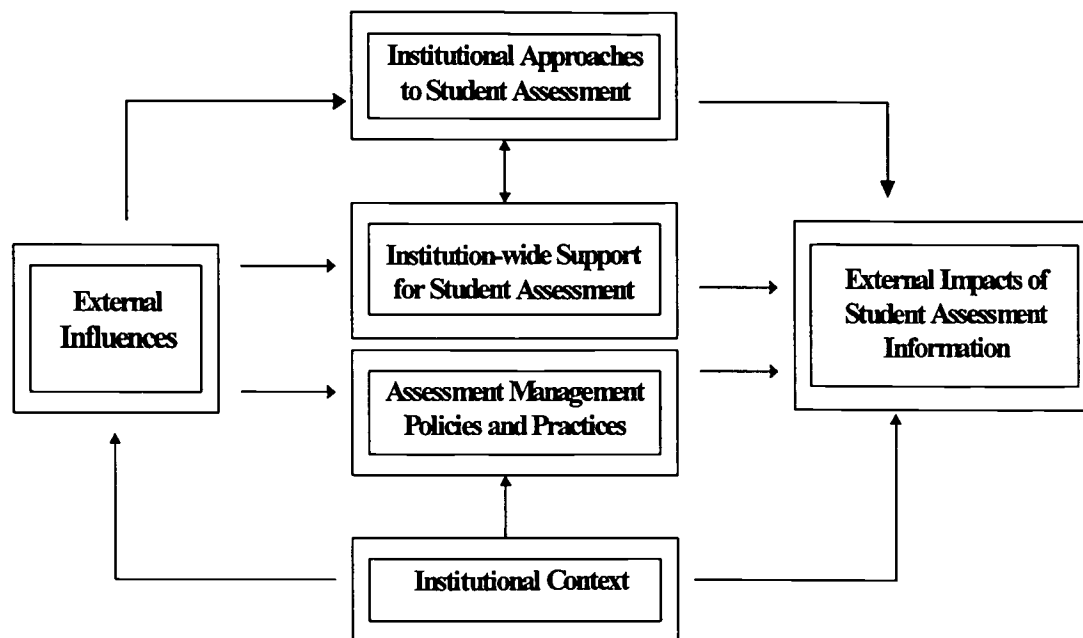 Institutional Approaches
to Student Assessment
Institution-wide Support
for Student Assessment
External
Influences
External Impacts of
Student Assessment
Information
Assessment Management
Policies and Practices
Institutional Context